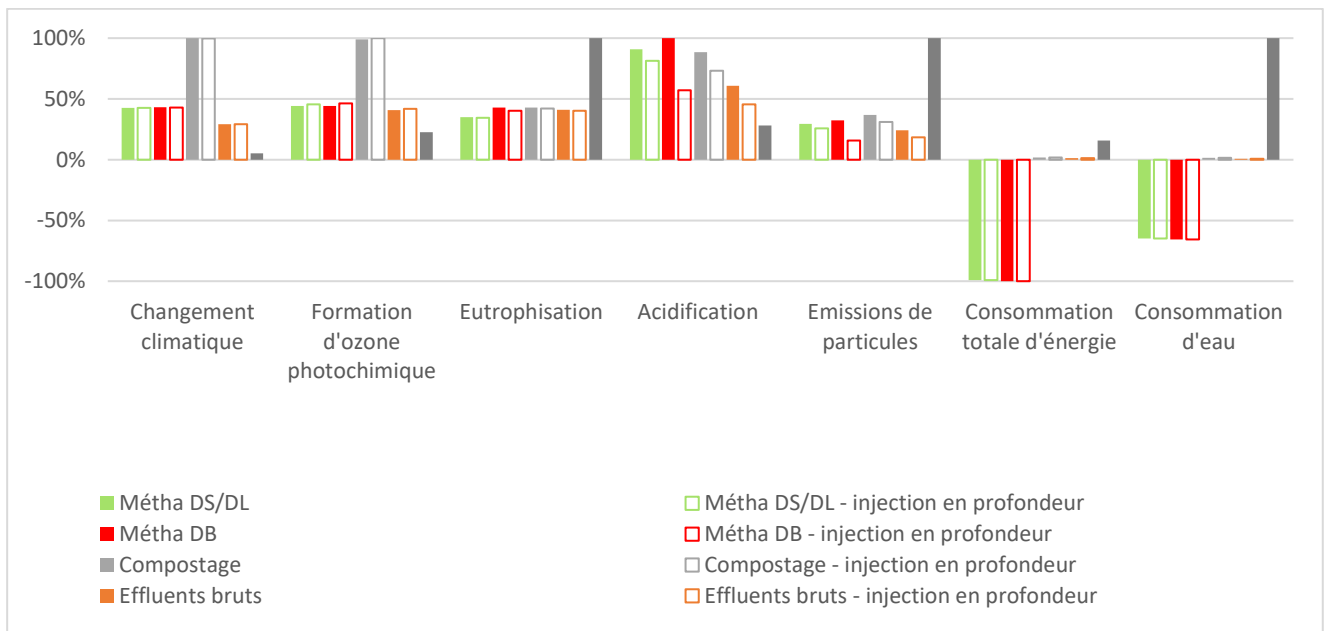 100%
50%
0%
-50%
-100%
Changement
climatique
Formation
d'ozone
photochimique
Eutrophisation
Acidification
Emissions de
particules
Consommation
totale d'énergie
Consommation
d'eau
Métha DS/DL
Métha DS/DL - injection en profondeur
Métha DB
Métha DB - injection en profondeur
Compostage
Compostage - injection en profondeur
Effluents bruts
Effluents bruts - injection en profondeur